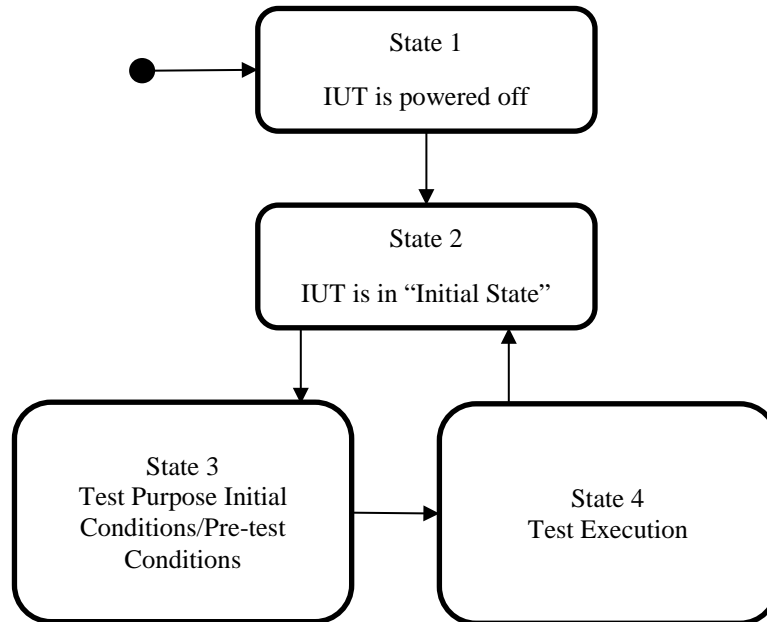 State 1
IUT is powered off
State 2
IUT is in “Initial State”
State 3
Test Purpose Initial
Conditions/Pre-test
Conditions
State 4
Test Execution